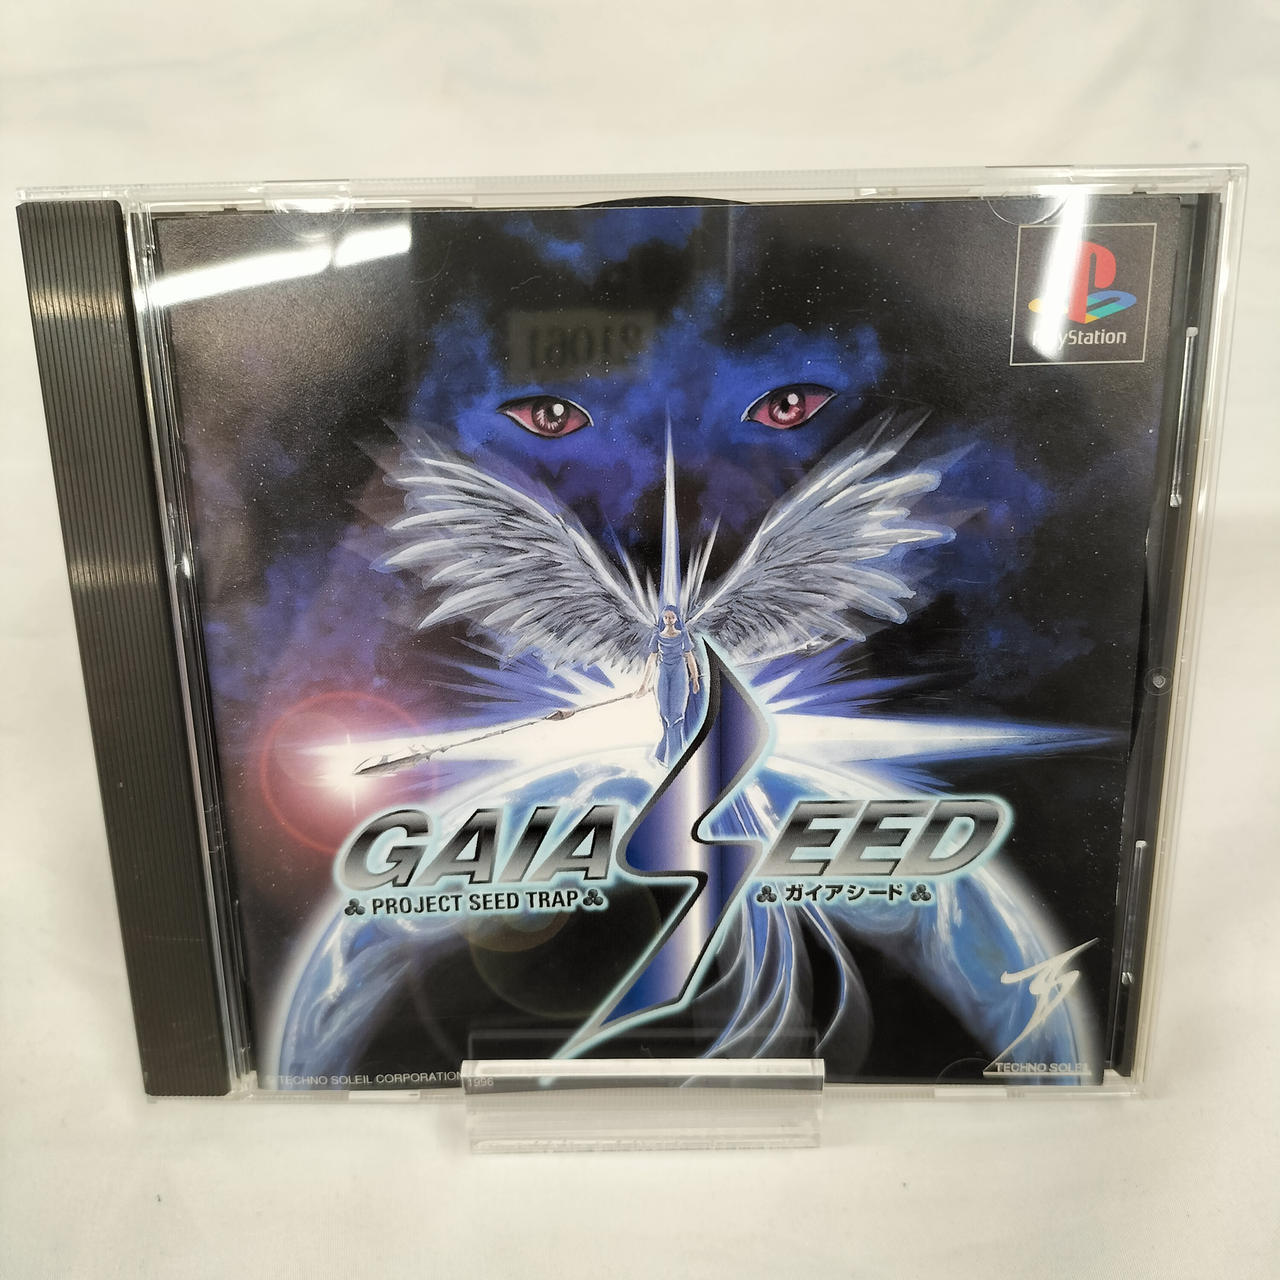 PlayStation
GAIA SEED
PROJECT SEED TRAP
ガイアシード
© TECHNO SOLEIL CORPORATION 1996
TECHNO SOLEIL